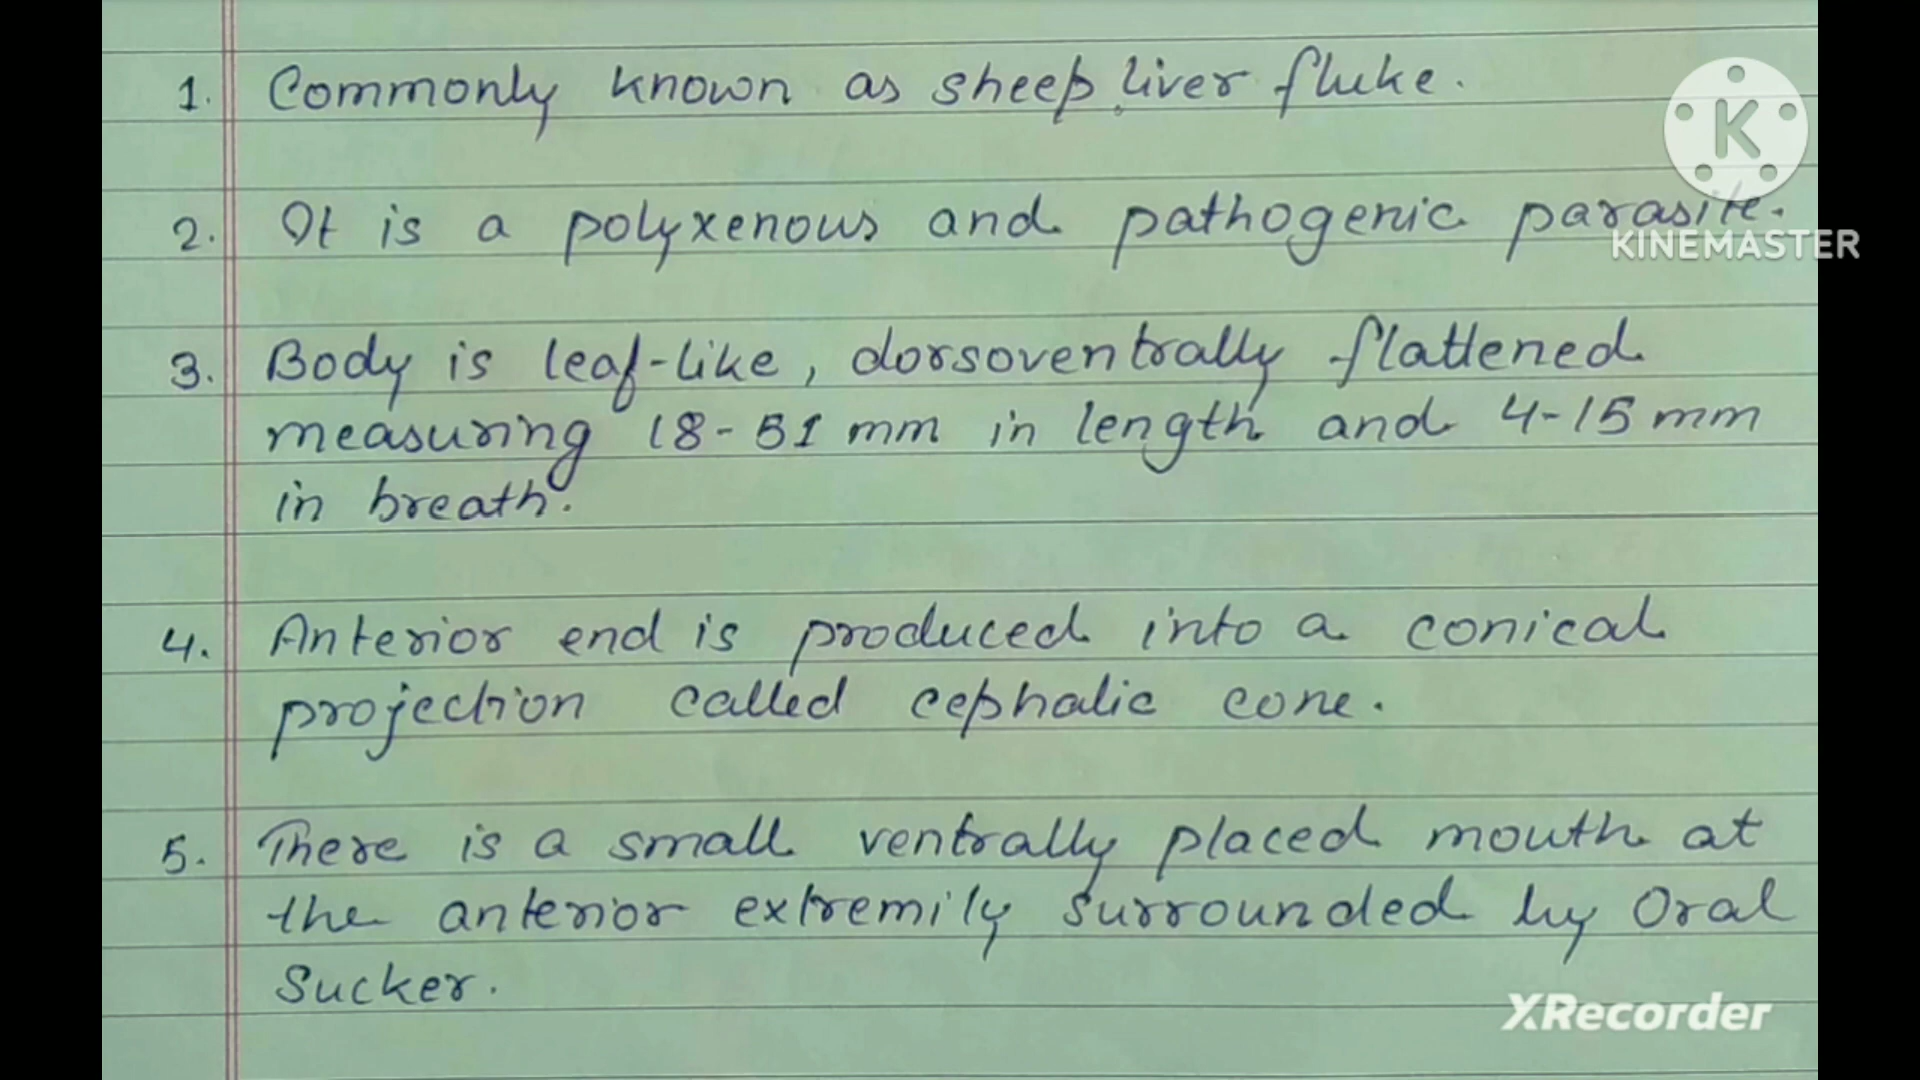 1. Commonly known as sheep liver fluke.
2. It is a polyxenous and pathogenic parasite.
KINEMASTER
3. Body is leaf-like, dorsoventrally flattened
measuring 18-51 mm in length and 4-15 mm
in breath.
4. Anterior end is produced into a conical
projection called cephalic cone.
5. There is a small ventrally placed mouth at
the anterior extremily surrounded by Oral
Sucker.
XRecorder
K